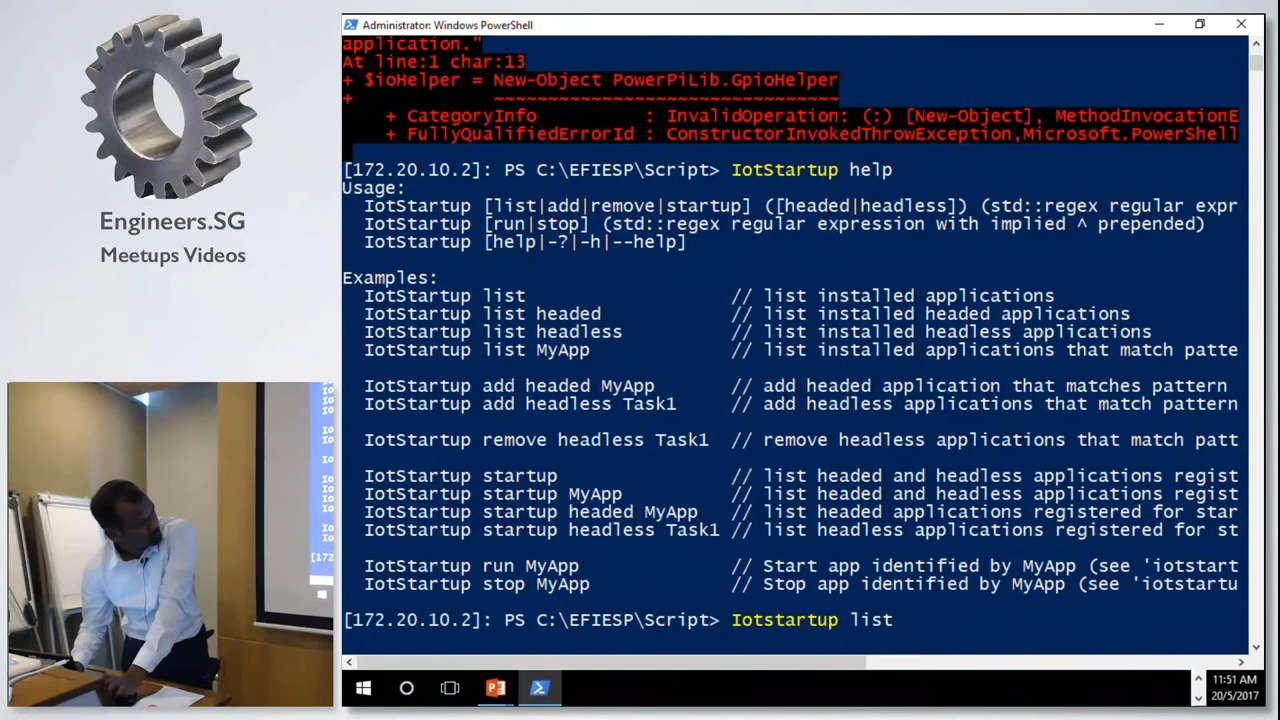 Administrator: Windows PowerShell
application."
At line:1 char:13
+ $ioHelper = New-Object PowerPiLib.GpioHelper
+             ~~~~~~~~~~~~~~~~~~~~~~~~~~~~~~~~
    + CategoryInfo          : InvalidOperation: (:) [New-Object], MethodInvocationE
    + FullyQualifiedErrorId : ConstructorInvokedThrowException,Microsoft.PowerShell
[172.20.10.2]: PS C:\EFIESP\Script> IotStartup help
Usage:
  IotStartup [list|add|remove|startup] ([headed|headless]) (std::regex regular expr
  IotStartup [run|stop] (std::regex regular expression with implied ^ prepended)
  IotStartup [help|-?|-h|--help]
Examples:
  IotStartup list                   // list installed applications
  IotStartup list headed            // list installed headed applications
  IotStartup list headless          // list installed headless applications
  IotStartup list MyApp             // list installed applications that match patte
  IotStartup add headed MyApp       // add headed application that matches pattern
  IotStartup add headless Task1     // add headless applications that match pattern
  IotStartup remove headless Task1  // remove headless applications that match patt
  IotStartup startup                // list headed and headless applications regist
  IotStartup startup MyApp          // list headed and headless applications regist
  IotStartup startup headed MyApp   // list headed applications registered for star
  IotStartup startup headless Task1 // list headless applications registered for st
  IotStartup run MyApp              // Start app identified by MyApp (see 'iotstart
  IotStartup stop MyApp             // Stop app identified by MyApp (see 'iotstartu
[172.20.10.2]: PS C:\EFIESP\Script> Iotstartup list
11:51 AM
20/5/2017
Engineers.SG
Meetups Videos